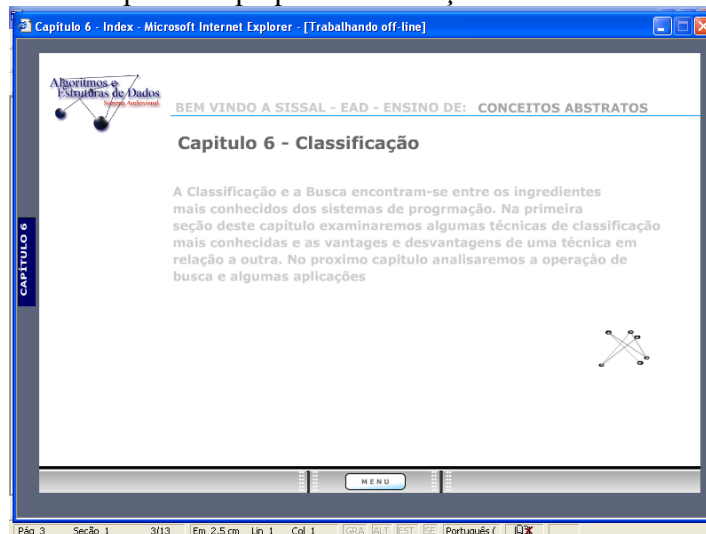 Capitulo 6 - Index - Microsoft Internet Explorer - [Trabalhando off-line]
Algoritmos e
Estruturas de Dados
Sistema Audiovisual
BEM VINDO A SISSAL - EAD - ENSINO DE: CONCEITOS ABSTRATOS
Capitulo 6 - Classificação
A Classificação e a Busca encontram-se entre os ingredientes
mais conhecidos dos sistemas de progrmação. Na primeira
seção deste capítulo examinaremos algumas técnicas de classificação
mais conhecidas e as vantages e desvantagens de uma técnica em
relação a outra. No proximo capitulo analisaremos a operação de
busca e algumas aplicações
CAPÍTULO 6
MENU
Pág 3 Seção 1 3/13 Em 2,5 cm Lin 1 Col 1 GRA ALT EST SE Português (